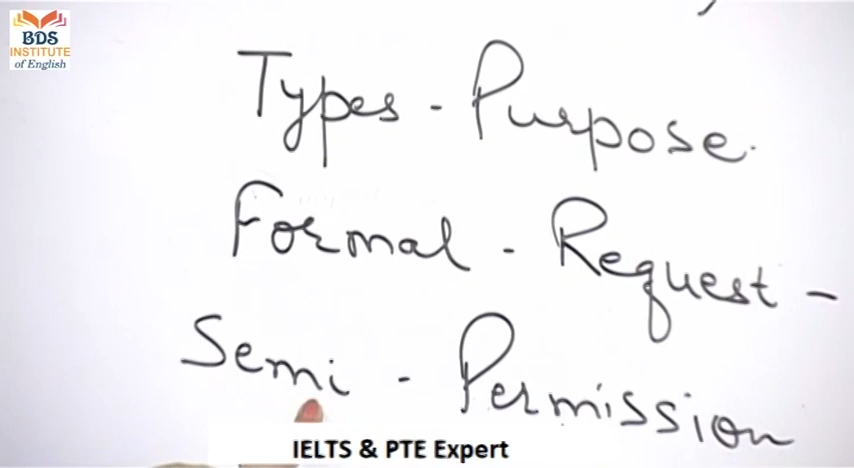 BDS
INSTITUTE
of English
Types - Purpose.
Formal - Request -
Semi - Permission
IELTS & PTE Expert